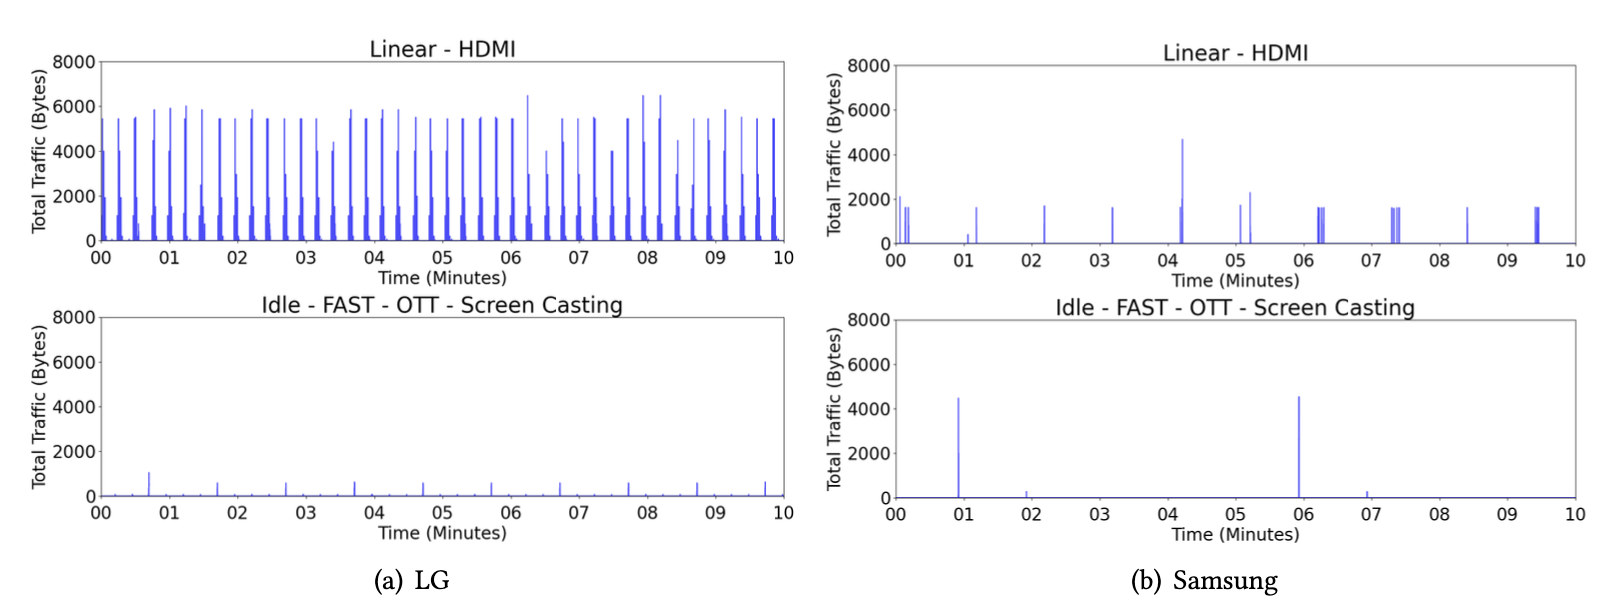 Linear - HDMI
Total Traffic (Bytes)
8000
6000
4000
2000
0
00 01 02 03 04 05 06 07 08 09 10
Time (Minutes)
Idle - FAST - OTT - Screen Casting
Total Traffic (Bytes)
8000
6000
4000
2000
0
00 01 02 03 04 05 06 07 08 09 10
Time (Minutes)
(a) LG
Linear - HDMI
Total Traffic (Bytes)
8000
6000
4000
2000
0
00 01 02 03 04 05 06 07 08 09 10
Time (Minutes)
Idle - FAST - OTT - Screen Casting
Total Traffic (Bytes)
8000
6000
4000
2000
0
00 01 02 03 04 05 06 07 08 09 10
Time (Minutes)
(b) Samsung